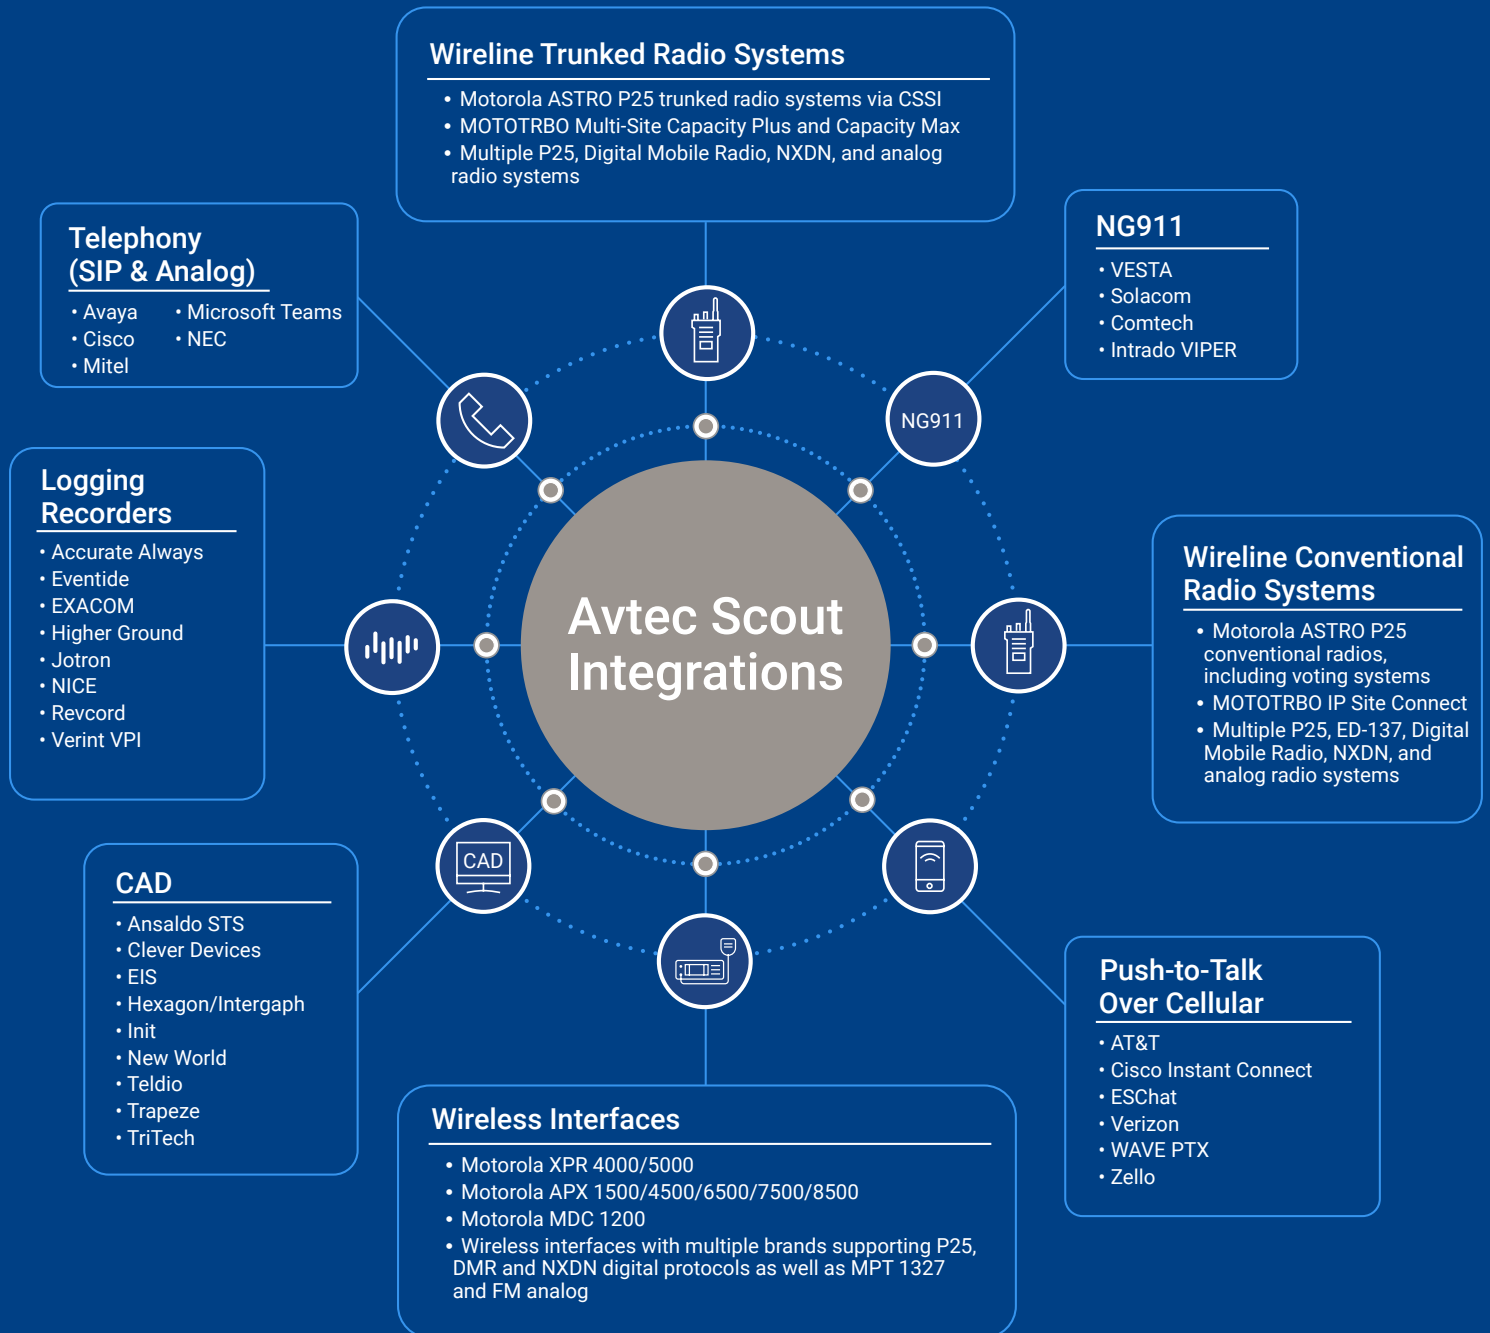 Wireline Trunked Radio Systems
• Motorola ASTRO P25 trunked radio systems via CSSI
• MOTOTRBO Multi-Site Capacity Plus and Capacity Max
• Multiple P25, Digital Mobile Radio, NXDN, and analog
radio systems
Telephony
(SIP & Analog)
• Avaya
• Cisco
• Mitel
• Microsoft Teams
• NEC
NG911
• VESTA
• Solacom
• Comtech
• Intrado VIPER
NG911
Logging
Recorders
• Accurate Always
• Eventide
• EXACOM
• Higher Ground
• Jotron
• NICE
• Revcord
• Verint VPI
Avtec Scout
Integrations
Wireline Conventional
Radio Systems
• Motorola ASTRO P25
conventional radios,
including voting systems
• MOTOTRBO IP Site Connect
• Multiple P25, ED-137, Digital
Mobile Radio, NXDN, and
analog radio systems
CAD
CAD
• Ansaldo STS
• Clever Devices
• EIS
• Hexagon/Intergaph
• Init
• New World
• Teldio
• Trapeze
• TriTech
Push-to-Talk
Over Cellular
• AT&T
• Cisco Instant Connect
• ESChat
• Verizon
• WAVE PTX
• Zello
Wireless Interfaces
• Motorola XPR 4000/5000
• Motorola APX 1500/4500/6500/7500/8500
• Motorola MDC 1200
• Wireless interfaces with multiple brands supporting P25,
DMR and NXDN digital protocols as well as MPT 1327
and FM analog